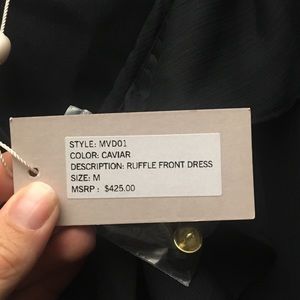 STYLE: MVD01
COLOR: CAVIAR
DESCRIPTION: RUFFLE FRONT DRESS
SIZE: M
MSRP : $425.00